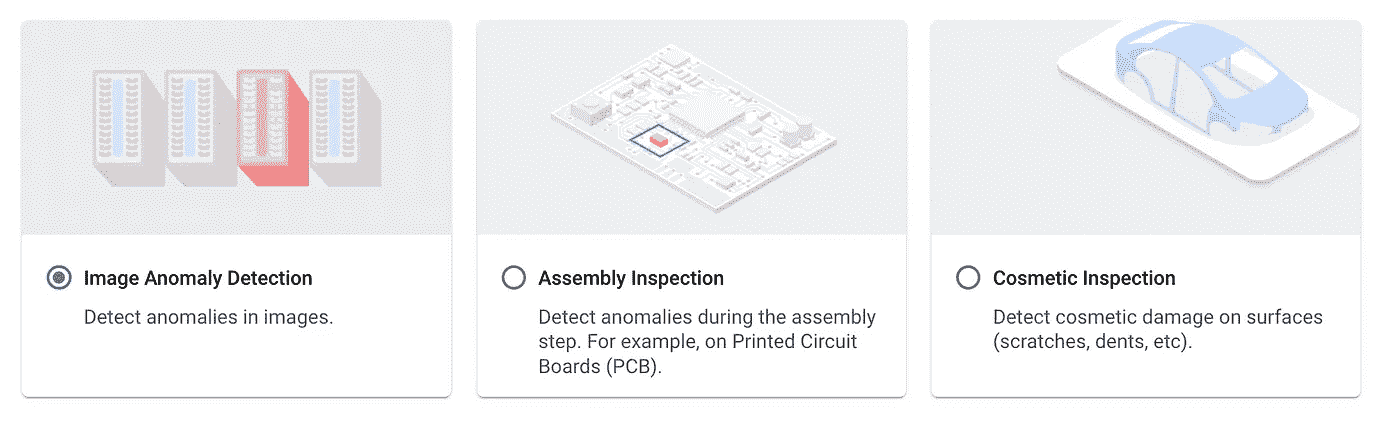 Image Anomaly Detection
Detect anomalies in images.
Assembly Inspection
Detect anomalies during the assembly
step. For example, on Printed Circuit
Boards (PCB).
Cosmetic Inspection
Detect cosmetic damage on surfaces
(scratches, dents, etc).